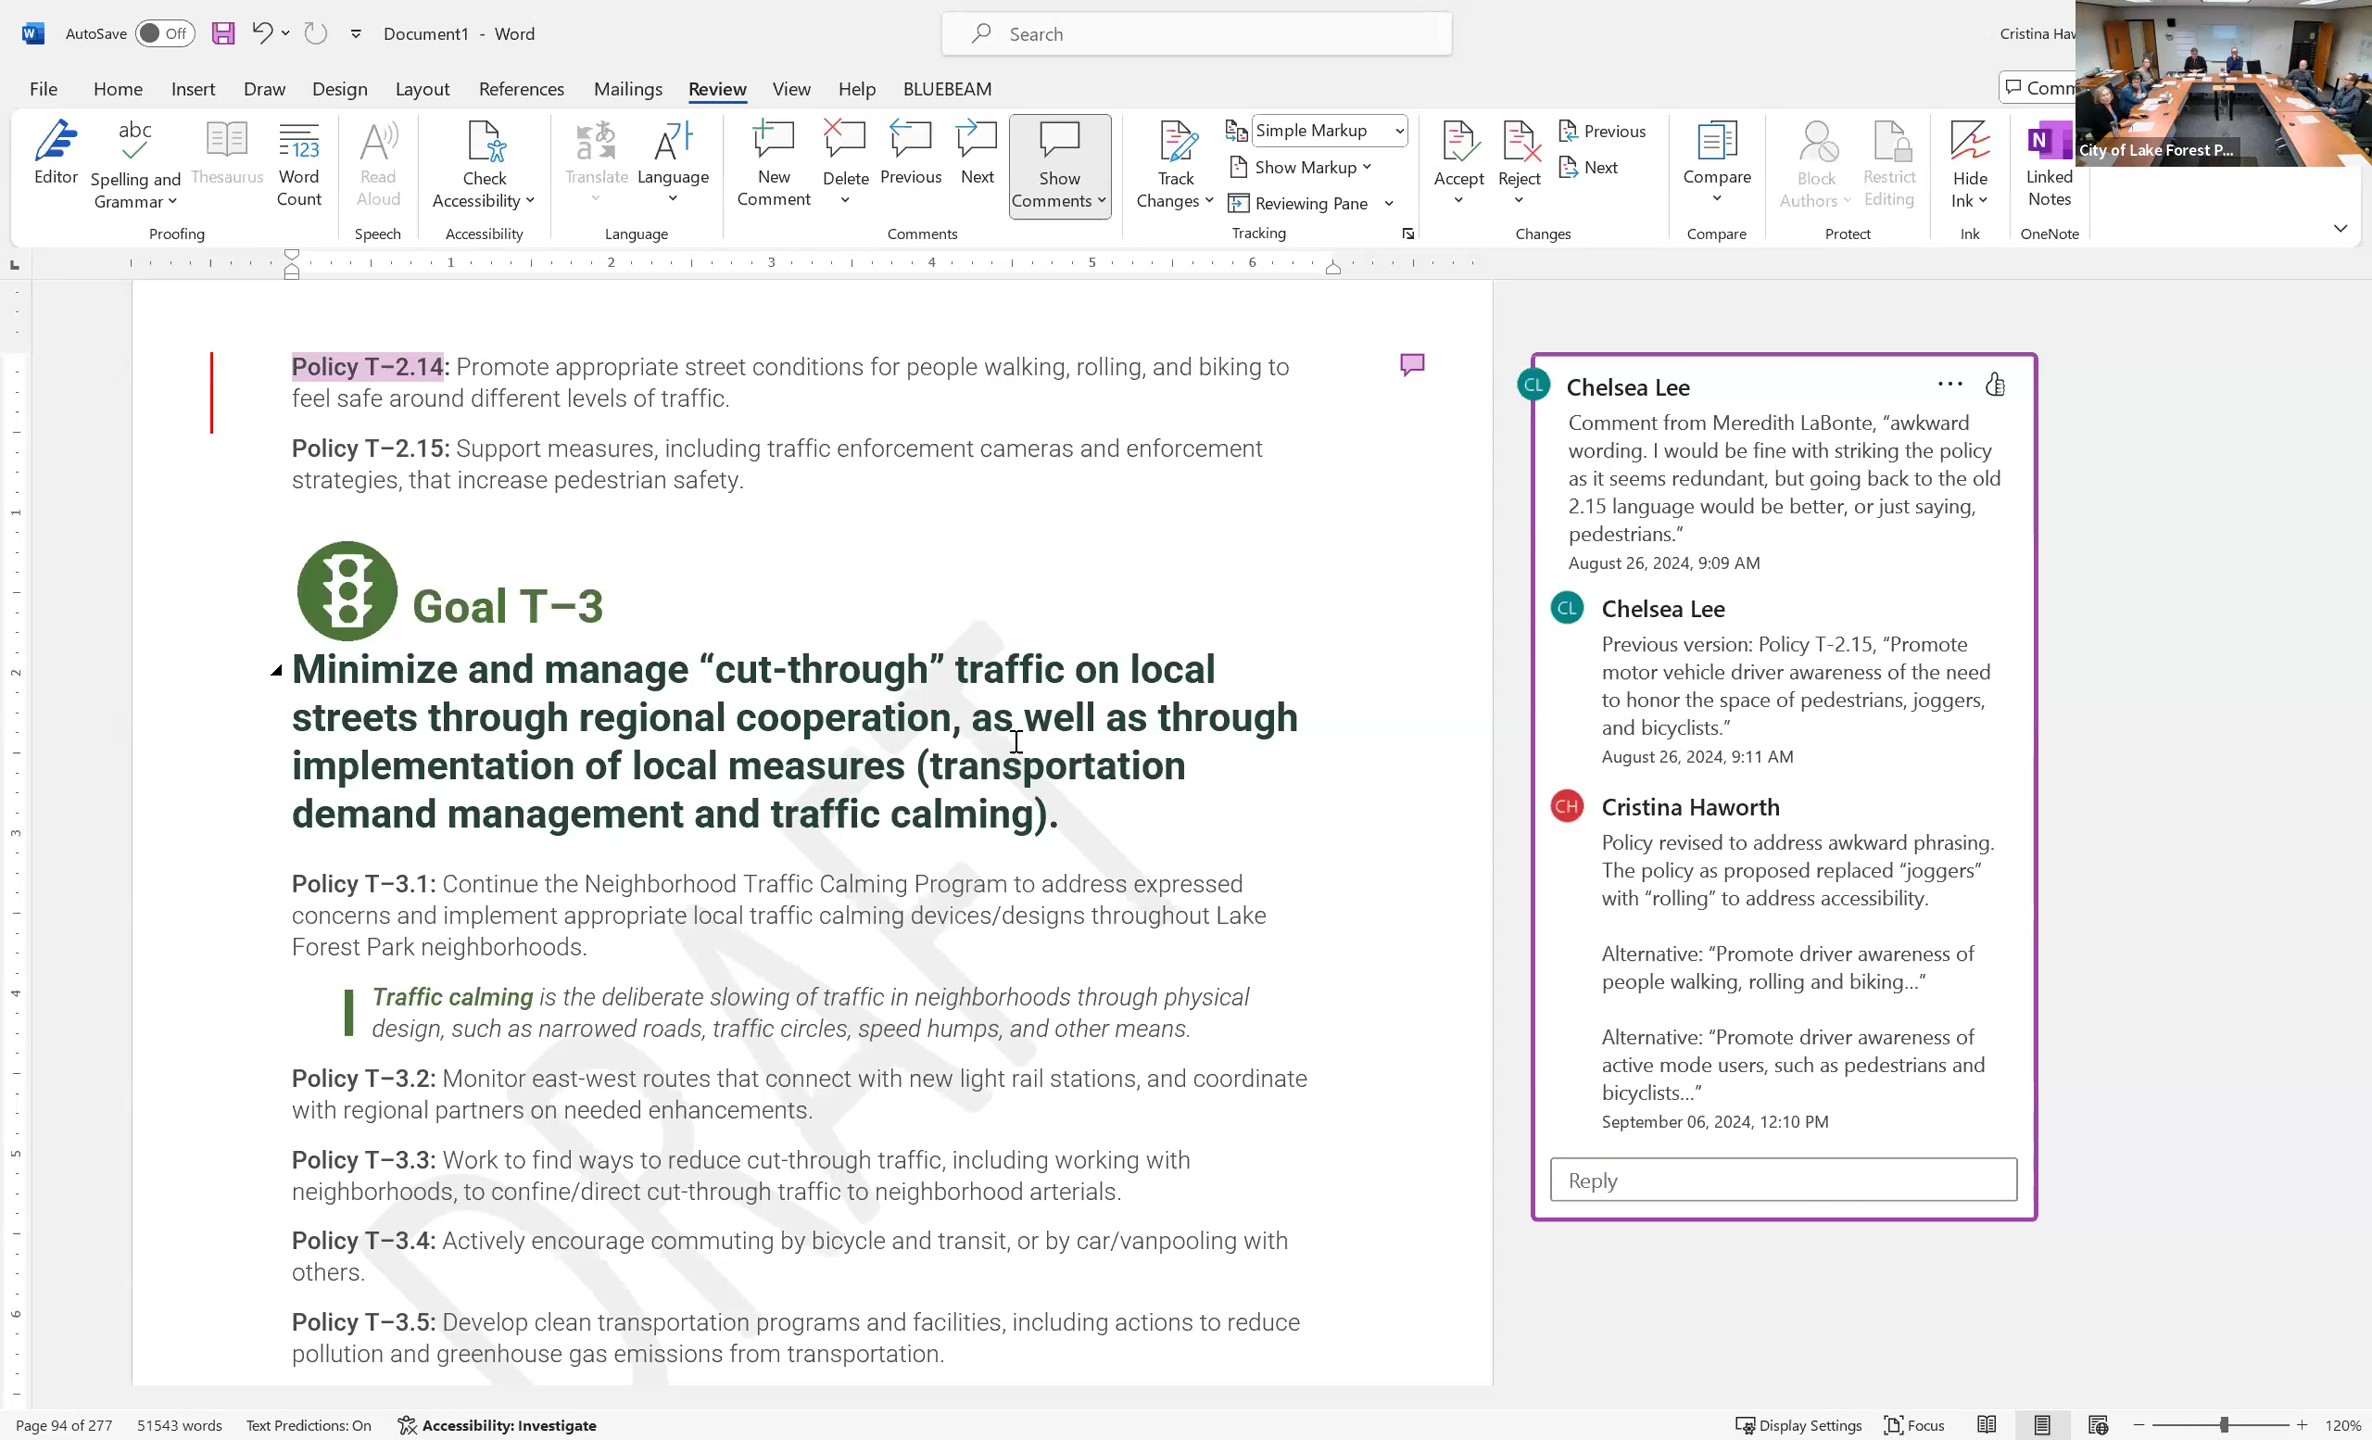 AutoSave Off Document1 - Word Search Cristina Haw
File Home Insert Draw Design Layout References Mailings Review View Help BLUEBEAM Comm
Editor
Spelling and Grammar
Thesaurus
Word Count
Proofing
Read Aloud
Speech
Check Accessibility
Accessibility
Translate
Language
Language
New Comment
Delete
Previous
Next
Show Comments
Comments
Track Changes
Simple Markup
Show Markup
Reviewing Pane
Tracking
Accept
Reject
Previous
Next
Changes
Compare
Compare
Block Authors
Restrict Editing
Protect
Hide Ink
Ink
Linked Notes
OneNote
City of Lake Forest P...
1 2 3 4 5 6
Policy T–2.14: Promote appropriate street conditions for people walking, rolling, and biking to
feel safe around different levels of traffic.
Policy T–2.15: Support measures, including traffic enforcement cameras and enforcement
strategies, that increase pedestrian safety.
Goal T–3
Minimize and manage “cut-through” traffic on local
streets through regional cooperation, as well as through
implementation of local measures (transportation
demand management and traffic calming).
Policy T–3.1: Continue the Neighborhood Traffic Calming Program to address expressed
concerns and implement appropriate local traffic calming devices/designs throughout Lake
Forest Park neighborhoods.
Traffic calming is the deliberate slowing of traffic in neighborhoods through physical
design, such as narrowed roads, traffic circles, speed humps, and other means.
Policy T–3.2: Monitor east-west routes that connect with new light rail stations, and coordinate
with regional partners on needed enhancements.
Policy T–3.3: Work to find ways to reduce cut-through traffic, including working with
neighborhoods, to confine/direct cut-through traffic to neighborhood arterials.
Policy T–3.4: Actively encourage commuting by bicycle and transit, or by car/vanpooling with
others.
Policy T–3.5: Develop clean transportation programs and facilities, including actions to reduce
pollution and greenhouse gas emissions from transportation.
DRAFT
CL Chelsea Lee
Comment from Meredith LaBonte, “awkward
wording. I would be fine with striking the policy
as it seems redundant, but going back to the old
2.15 language would be better, or just saying,
pedestrians.”
August 26, 2024, 9:09 AM
CL Chelsea Lee
Previous version: Policy T-2.15, “Promote
motor vehicle driver awareness of the need
to honor the space of pedestrians, joggers,
and bicyclists.”
August 26, 2024, 9:11 AM
CH Cristina Haworth
Policy revised to address awkward phrasing.
The policy as proposed replaced “joggers”
with “rolling” to address accessibility.
Alternative: “Promote driver awareness of
people walking, rolling and biking...”
Alternative: “Promote driver awareness of
active mode users, such as pedestrians and
bicyclists...”
September 06, 2024, 12:10 PM
Reply
Page 94 of 277 51543 words Text Predictions: On Accessibility: Investigate Display Settings Focus 120%